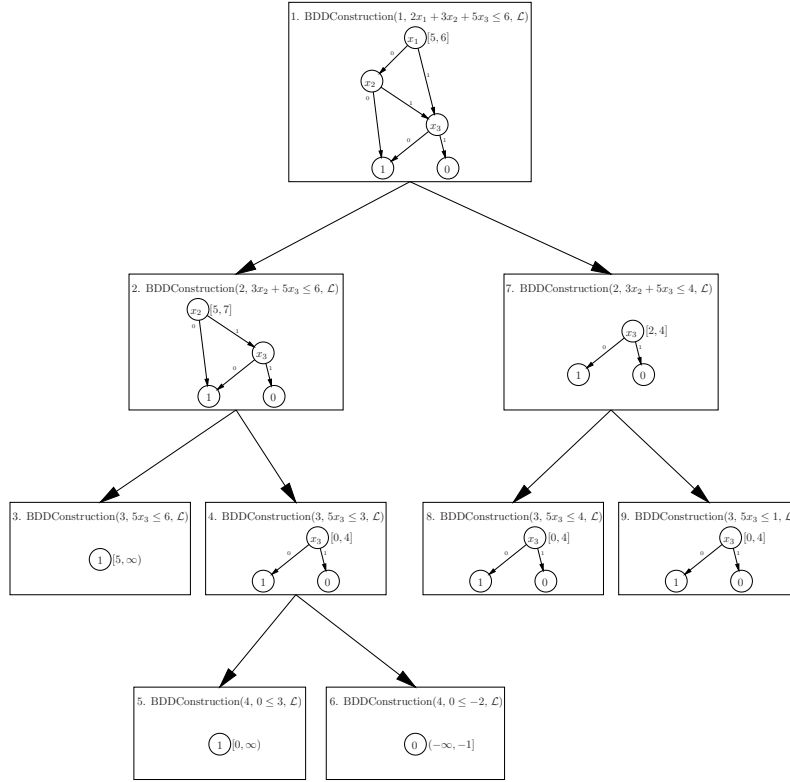 1. BDDConstruction(1, 2x₁ + 3x₂ + 5x₃ ≤ 6, ℒ)
x₁ [5, 6]
0
1
x₂
0
1
x₃
0
1
1
0
2. BDDConstruction(2, 3x₂ + 5x₃ ≤ 6, ℒ)
x₂ [5, 7]
0
1
x₃
0
1
1
0
7. BDDConstruction(2, 3x₂ + 5x₃ ≤ 4, ℒ)
x₃ [2, 4]
0
1
1
0
3. BDDConstruction(3, 5x₃ ≤ 6, ℒ)
1 [5, ∞)
4. BDDConstruction(3, 5x₃ ≤ 3, ℒ)
x₃ [0, 4]
0
1
1
0
8. BDDConstruction(3, 5x₃ ≤ 4, ℒ)
x₃ [0, 4]
0
1
1
0
9. BDDConstruction(3, 5x₃ ≤ 1, ℒ
x₃ [0, 4]
0
1
1
0
5. BDDConstruction(4, 0 ≤ 3, ℒ)
1 [0, ∞)
6. BDDConstruction(4, 0 ≤ −2, ℒ)
0 (−∞, −1]